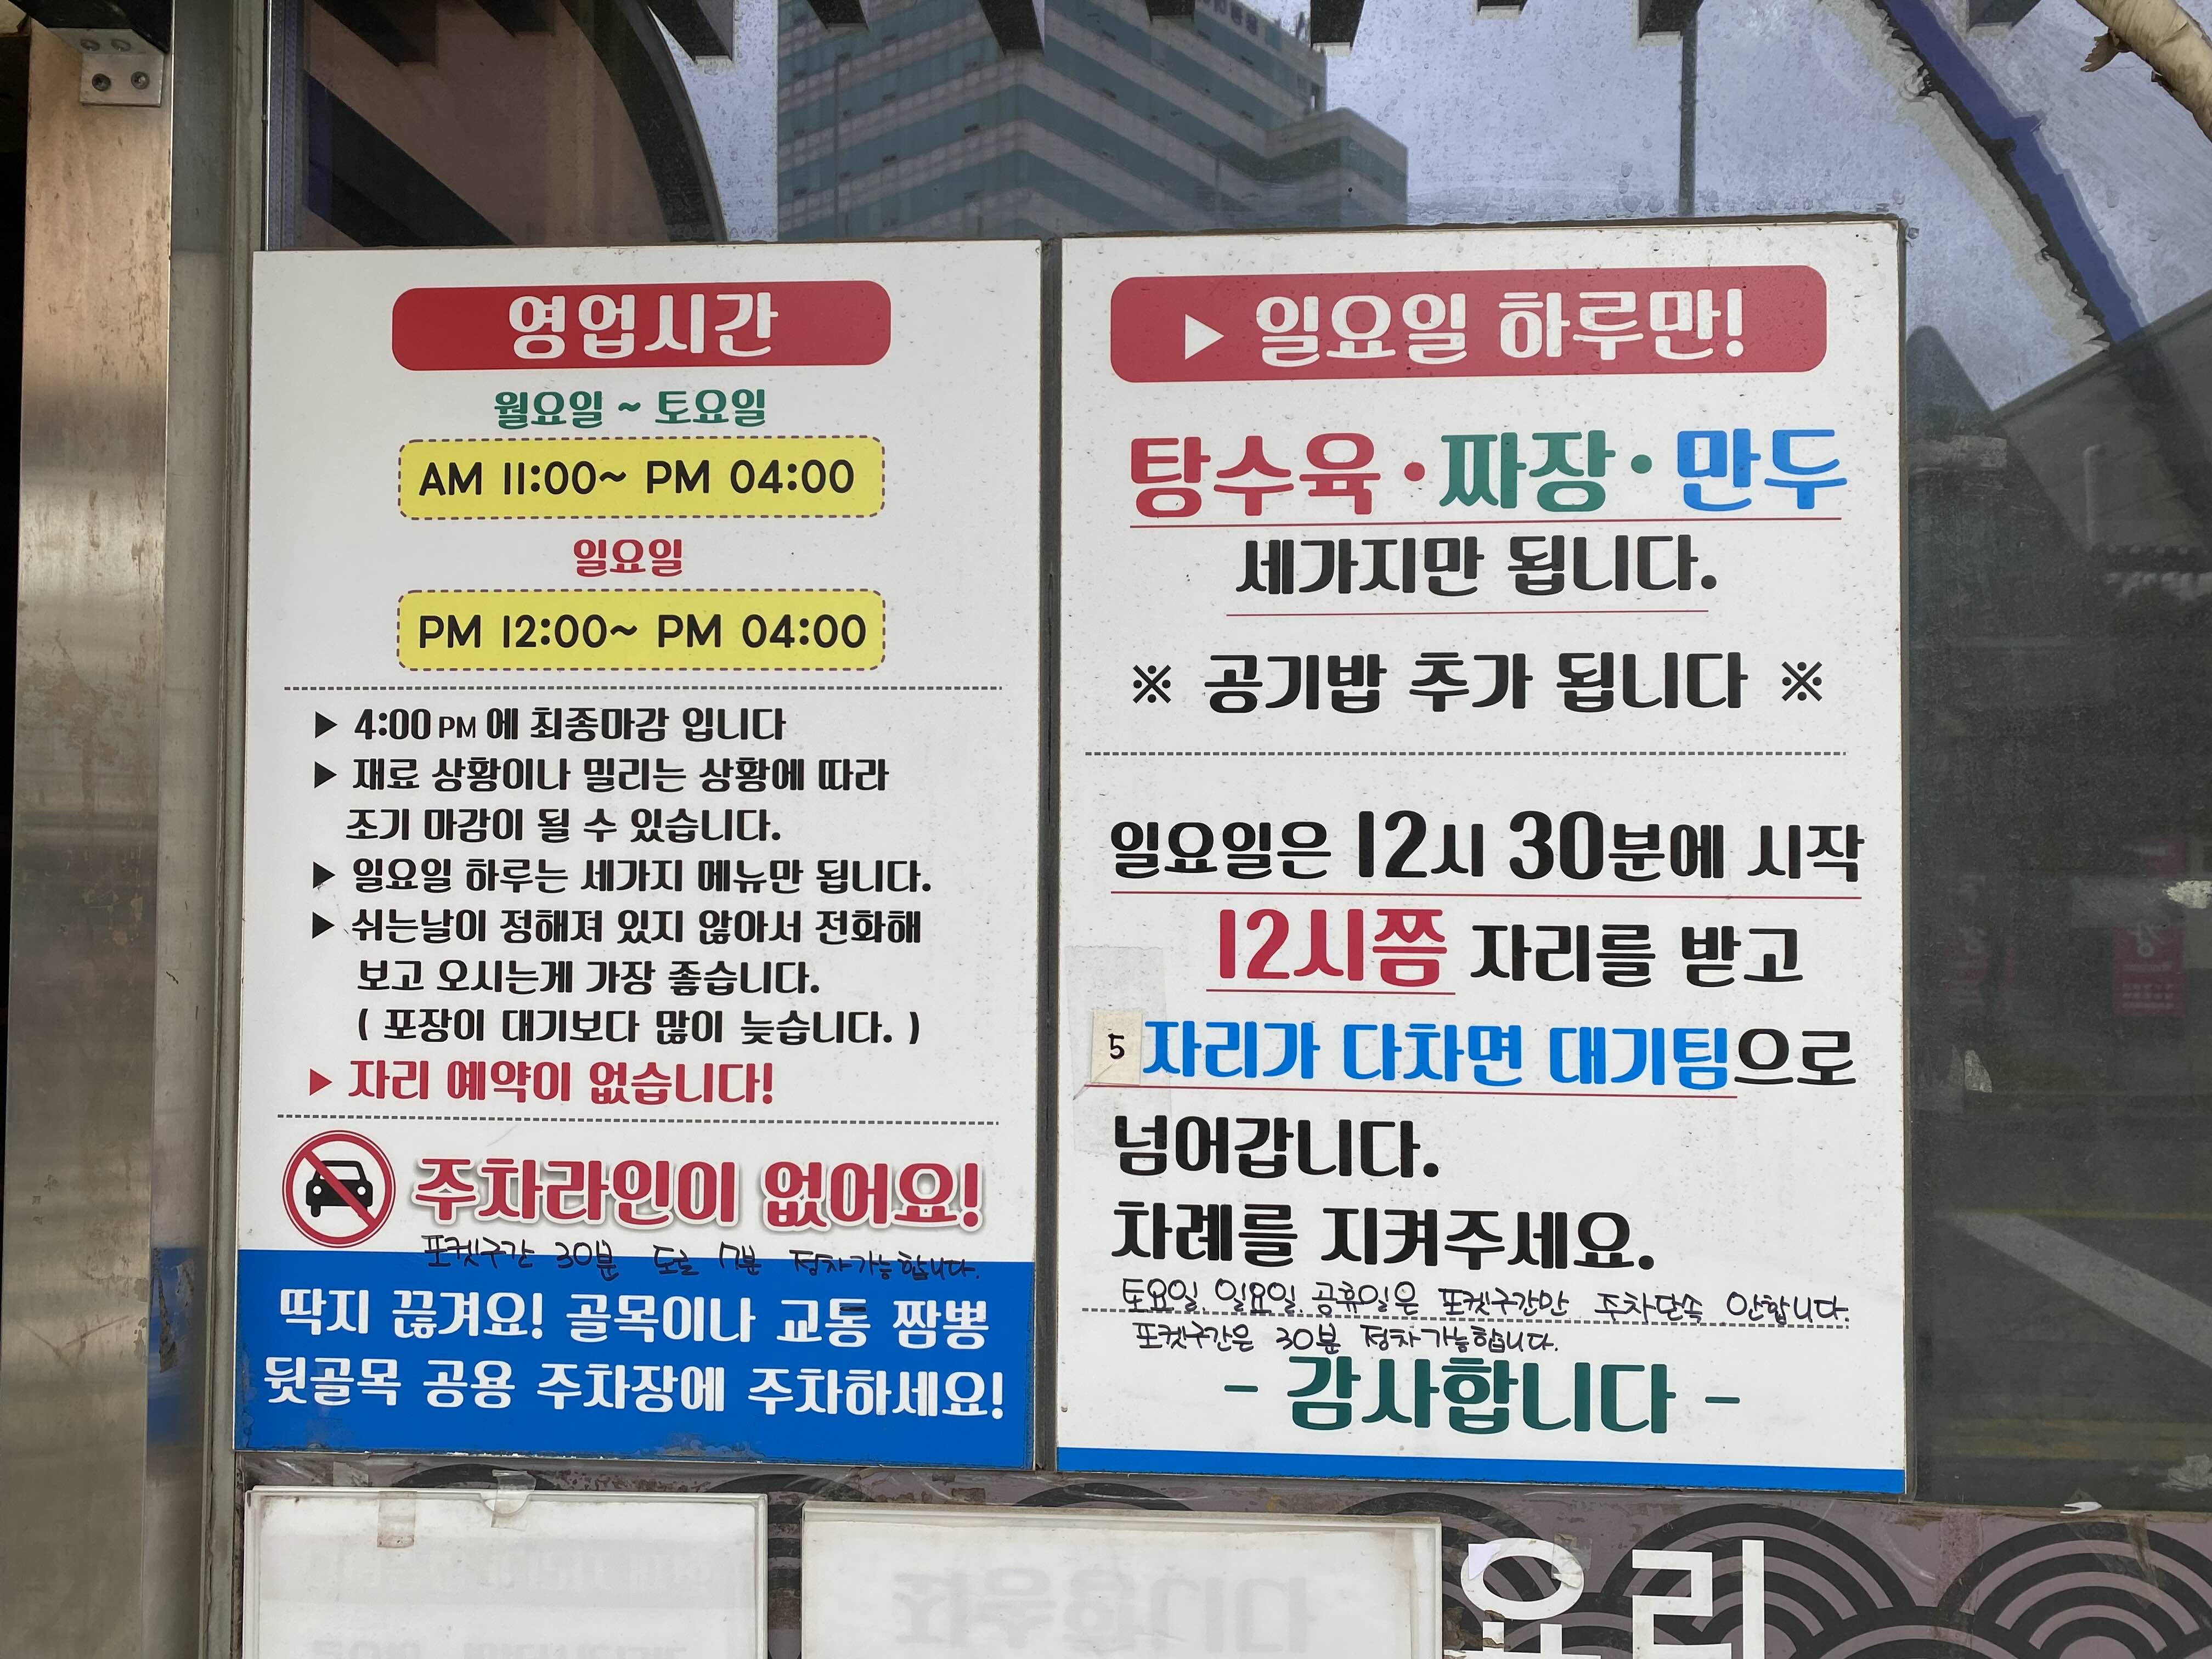 영업시간
월요일 ~ 토요일
AM 11:00~ PM 04:00
일요일
PM 12:00~ PM 04:00
▶ 4:00 PM 에 최종마감 입니다
▶ 재료 상황이나 밀리는 상황에 따라
조기 마감이 될 수 있습니다.
▶ 일요일 하루는 세가지 메뉴만 됩니다.
▶ 쉬는날이 정해져 있지 않아서 전화해
보고 오시는게 가장 좋습니다.
( 포장이 대기보다 많이 늦습니다. )
▶ 자리 예약이 없습니다!
주차라인이 없어요!
포켓구간 30분 도로 7분 정차가능합니다.
딱지 끊겨요! 골목이나 교통 짬뽕
뒷골목 공용 주차장에 주차하세요!
▶ 일요일 하루만!
탕수육·짜장·만두
세가지만 됩니다.
※ 공기밥 추가 됩니다 ※
일요일은 12시 30분에 시작
12시쯤 자리를 받고
5 자리가 다차면 대기팀으로
넘어갑니다.
차례를 지켜주세요.
토요일, 일요일, 공휴일은 포켓구간만 주차단속 안합니다.
포켓구간은 30분 정차가능합니다.
- 감사합니다 -
요리